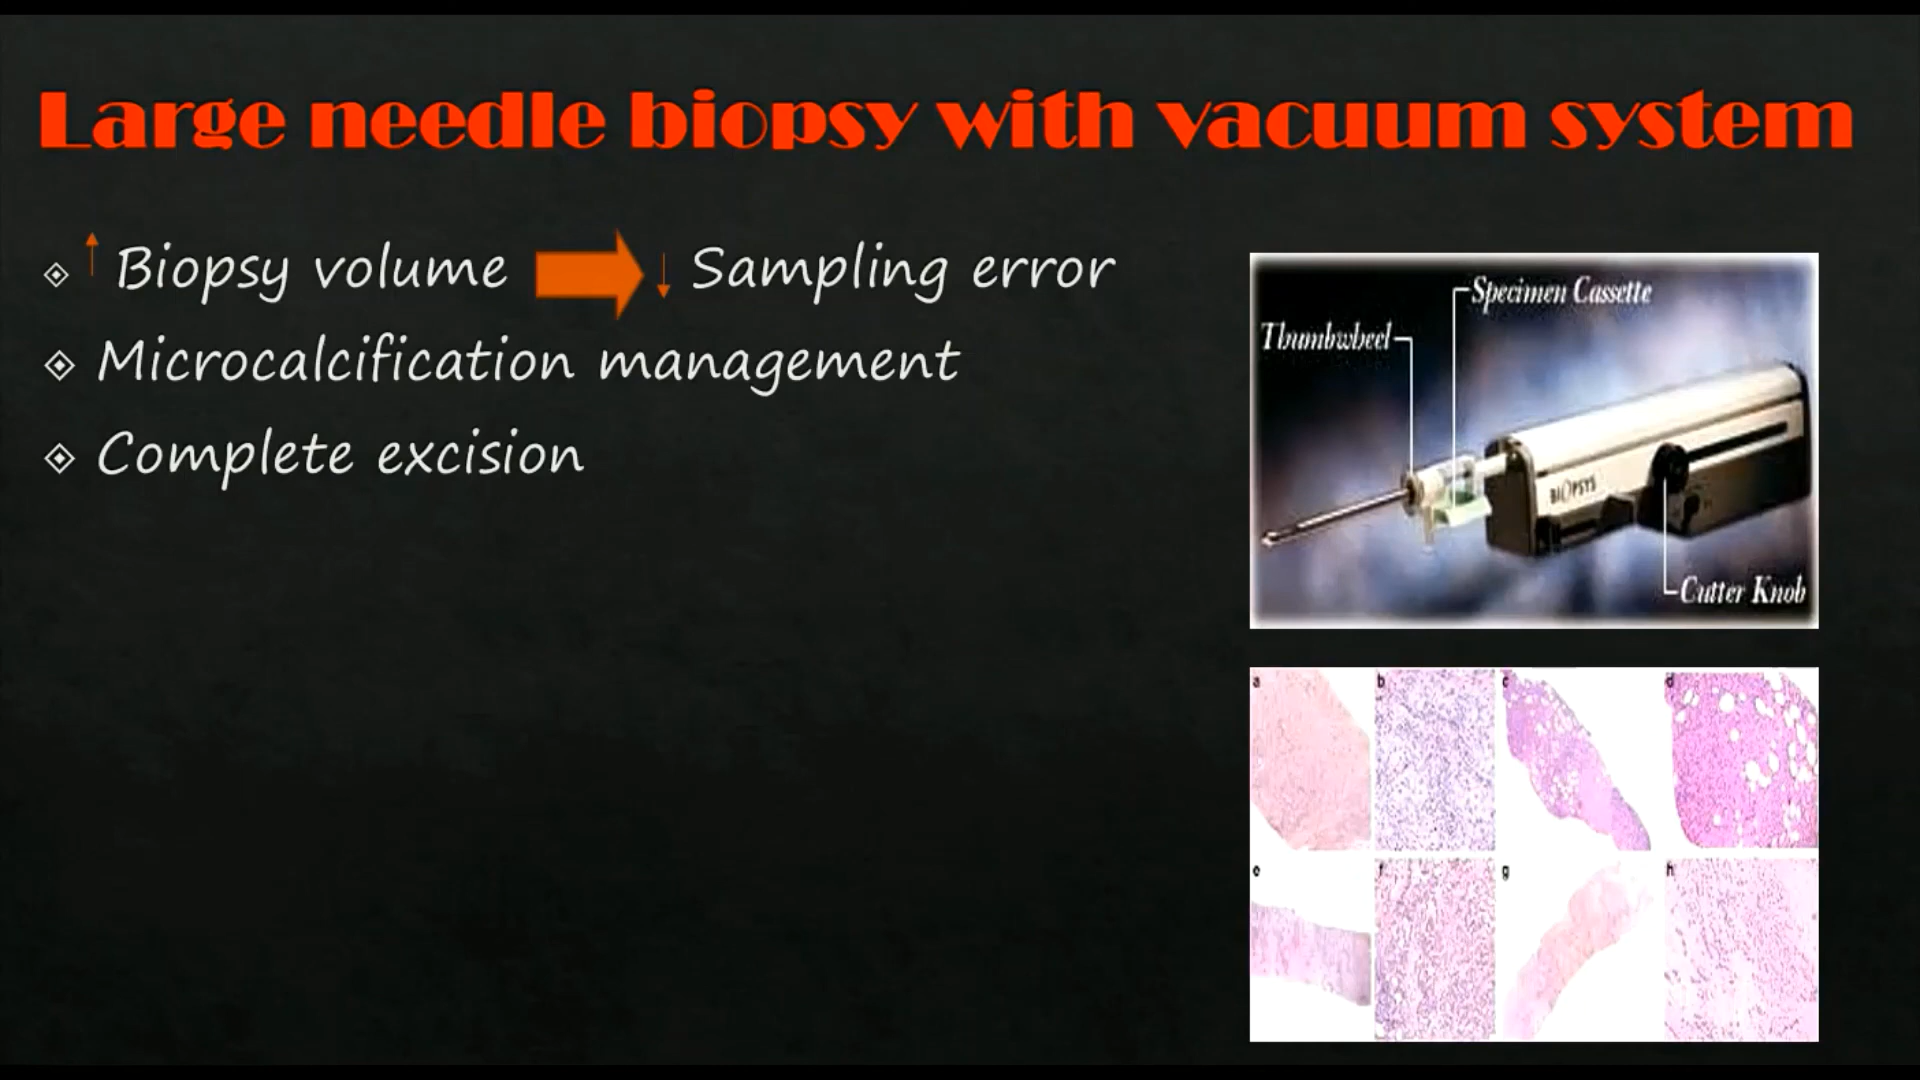 Large needle biopsy with vacuum system
↑ Biopsy volume ➡ ↓ Sampling error
Microcalcification management
Complete excision
Specimen Cassette
Thumbwheel
BIOPSYS
Cutter Knob
a b c d
e f g h